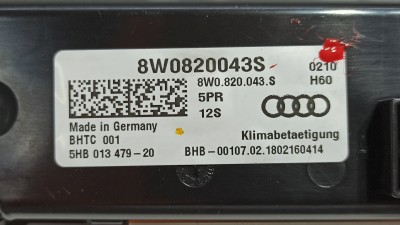 8W0820043S
8W0.820.043.S
0210
H60
5PR
12S
Made in Germany
BHTC 001
5HB 013 479-20
Klimabetaetigung
BHB-00107.02.1802160414